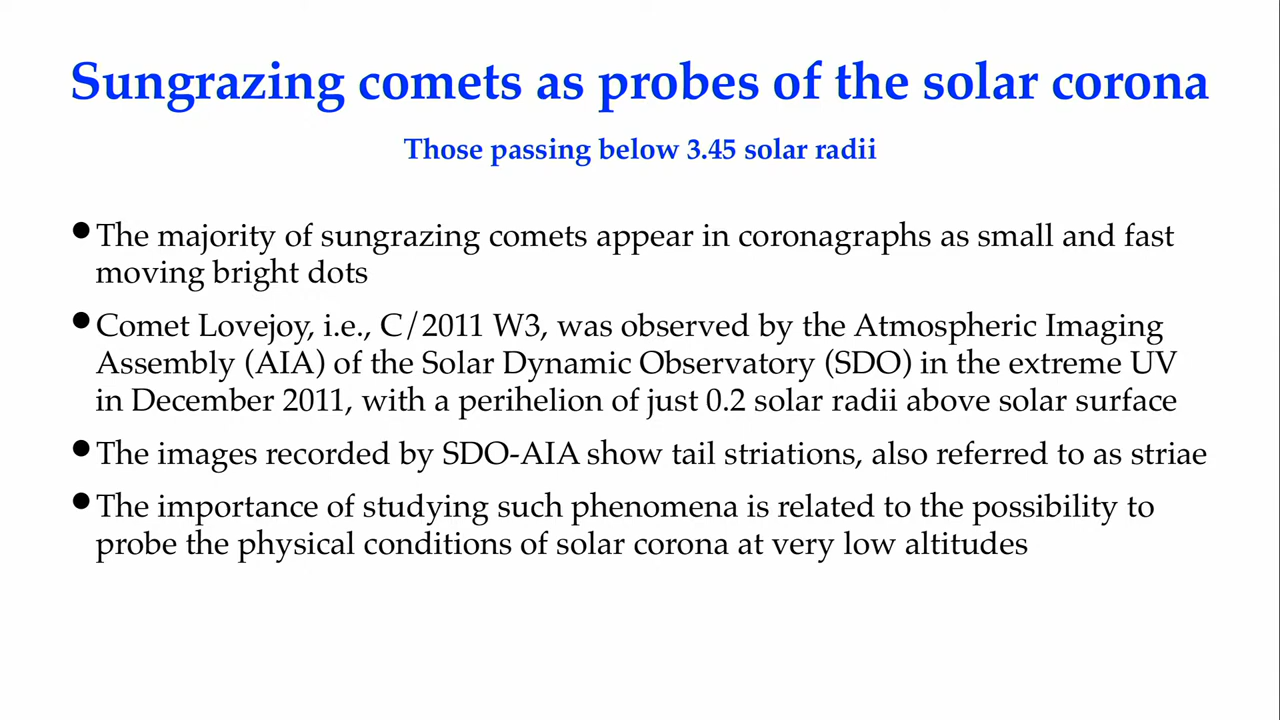 Sungrazing comets as probes of the solar corona
Those passing below 3.45 solar radii
•The majority of sungrazing comets appear in coronagraphs as small and fast
moving bright dots
•Comet Lovejoy, i.e., C/2011 W3, was observed by the Atmospheric Imaging
Assembly (AIA) of the Solar Dynamic Observatory (SDO) in the extreme UV
in December 2011, with a perihelion of just 0.2 solar radii above solar surface
•The images recorded by SDO-AIA show tail striations, also referred to as striae
•The importance of studying such phenomena is related to the possibility to
probe the physical conditions of solar corona at very low altitudes